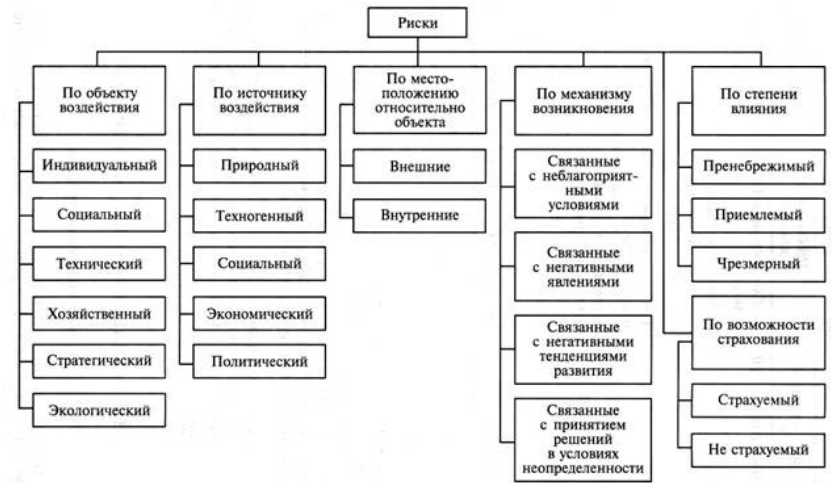 Риски
По объекту
воздействия
Индивидуальный
Социальный
Технический
Хозяйственный
Стратегический
Экологический
По источнику
воздействия
Природный
Техногенный
Социальный
Экономический
Политический
По место-
положению
относительно
объекта
Внешние
Внутренние
По механизму
возникновения
Связанные
с неблагоприят-
ными
условиями
Связанные
с негативными
явлениями
Связанные
с негативными
тенденциями
развития
Связанные
с принятием
решений
в условиях
неопределенности
По степени
влияния
Пренебрежимый
Приемлемый
Чрезмерный
По возможности
страхования
Страхуемый
Не страхуемый